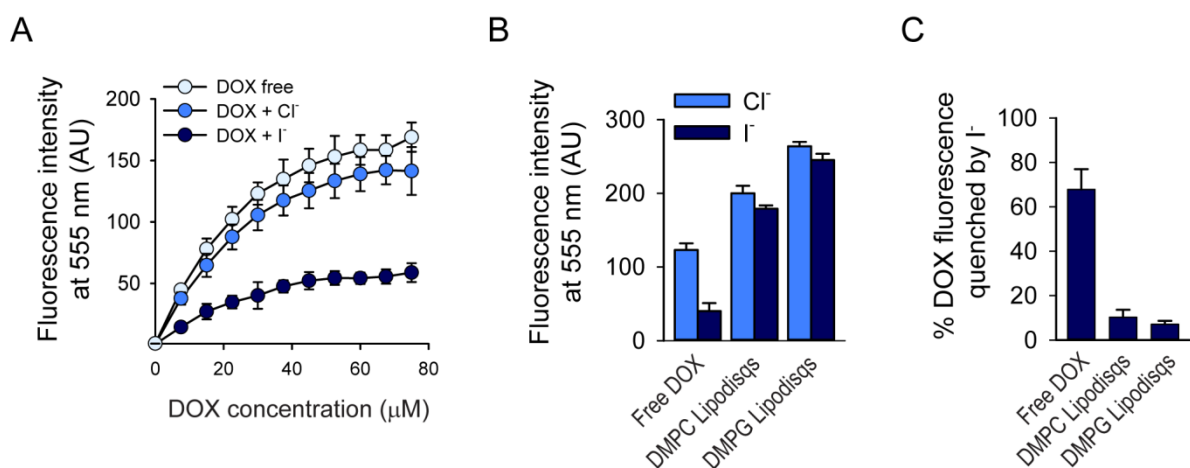 A
Fluorescence intensity
at 555 nm (AU)
DOX free
DOX + Cl-
DOX + I-
200
150
100
50
0
20
40
60
80
DOX concentration (μM)
B
Fluorescence intensity
at 555 nm (AU)
Cl-
I-
300
200
100
0
Free DOX
DMPC Lipodisqs
DMPG Lipodisqs
C
% DOX fluorescence
quenched by I-
100
80
60
40
20
0
Free DOX
DMPC Lipodisqs
DMPG Lipodisqs